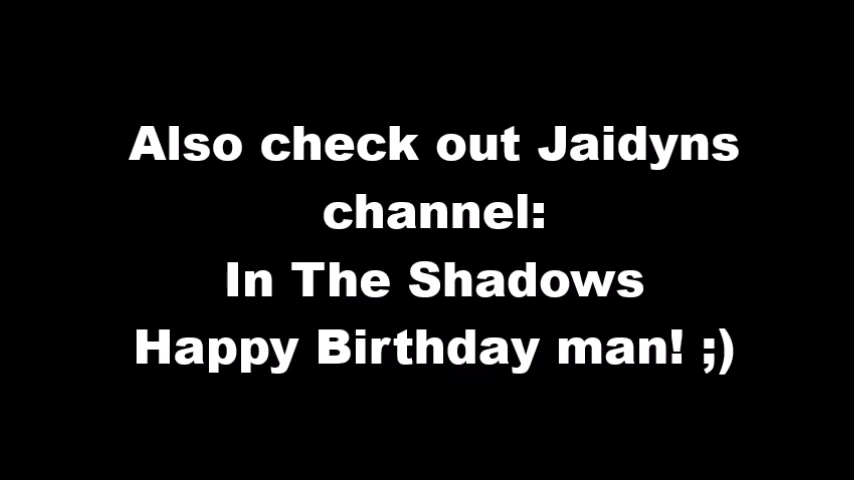 Also check out Jaidyns
channel:
In The Shadows
Happy Birthday man! ;)